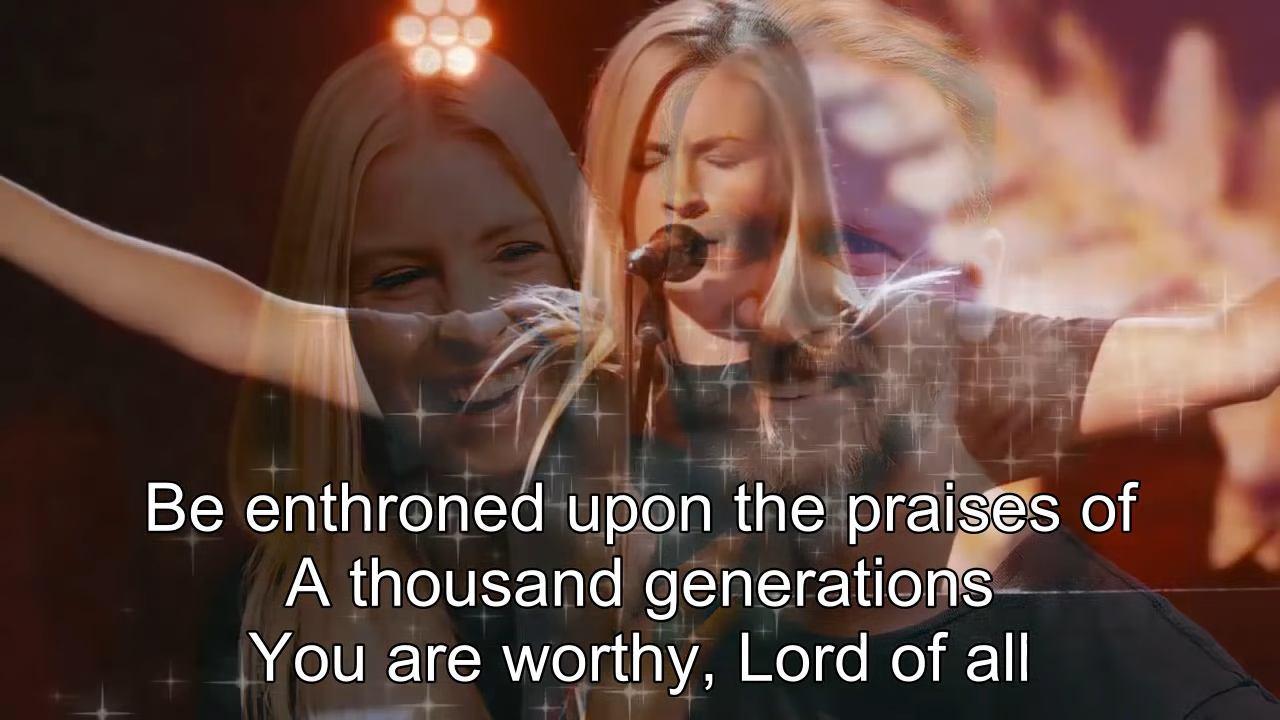 Be enthroned upon the praises of
A thousand generations
You are worthy, Lord of all